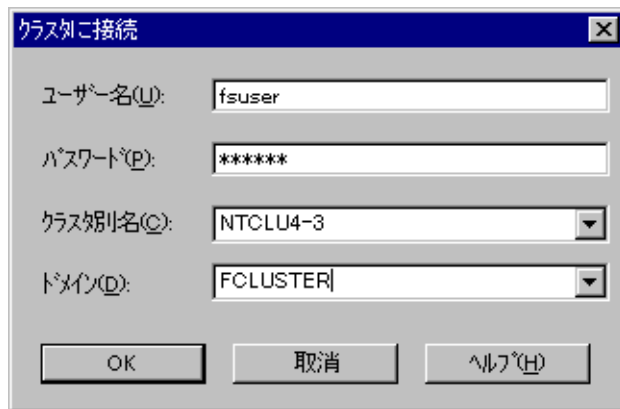 クラスタに接続
ユーザー名(U): fsuser
パスワード(P): ******
クラスタ別名(C): NTCLU4-3
ドメイン(D): FCLUSTER
OK 取消 ヘルプ(H)